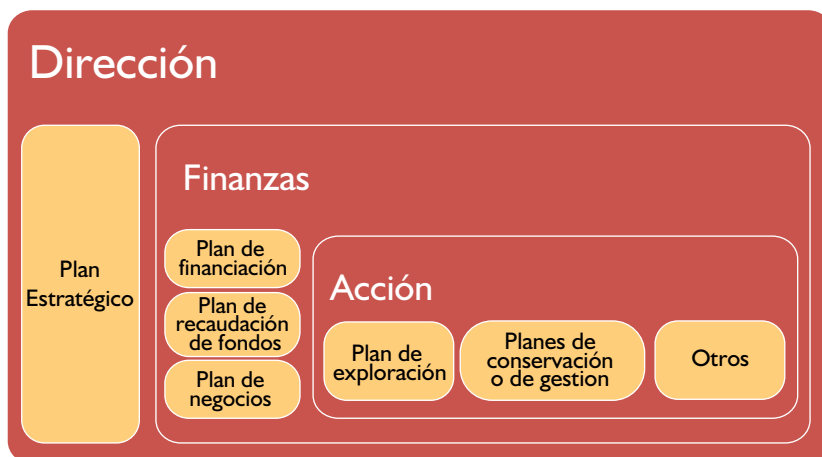 Dirección
Plan
Estratégico
Finanzas
Plan de
financiación
Plan de
recaudación
de fondos
Plan de
negocios
Acción
Plan de
exploración
Planes de
conservación
o de gestion
Otros